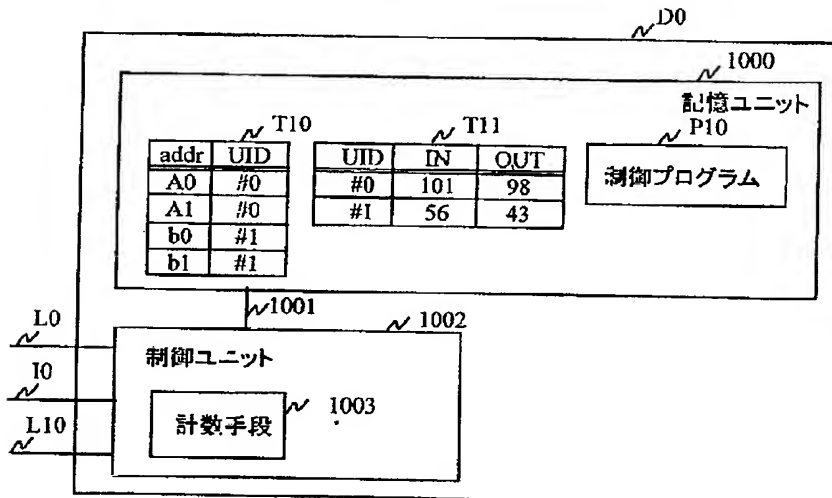 D0
1000
記憶ユニット
T10
T11
P10
addr UID
A0 #0
A1 #0
b0 #1
b1 #1
UID IN OUT
#0 101 98
#1 56 43
制御プログラム
1001
1002
L0
I0
L10
制御ユニット
計数手段
1003